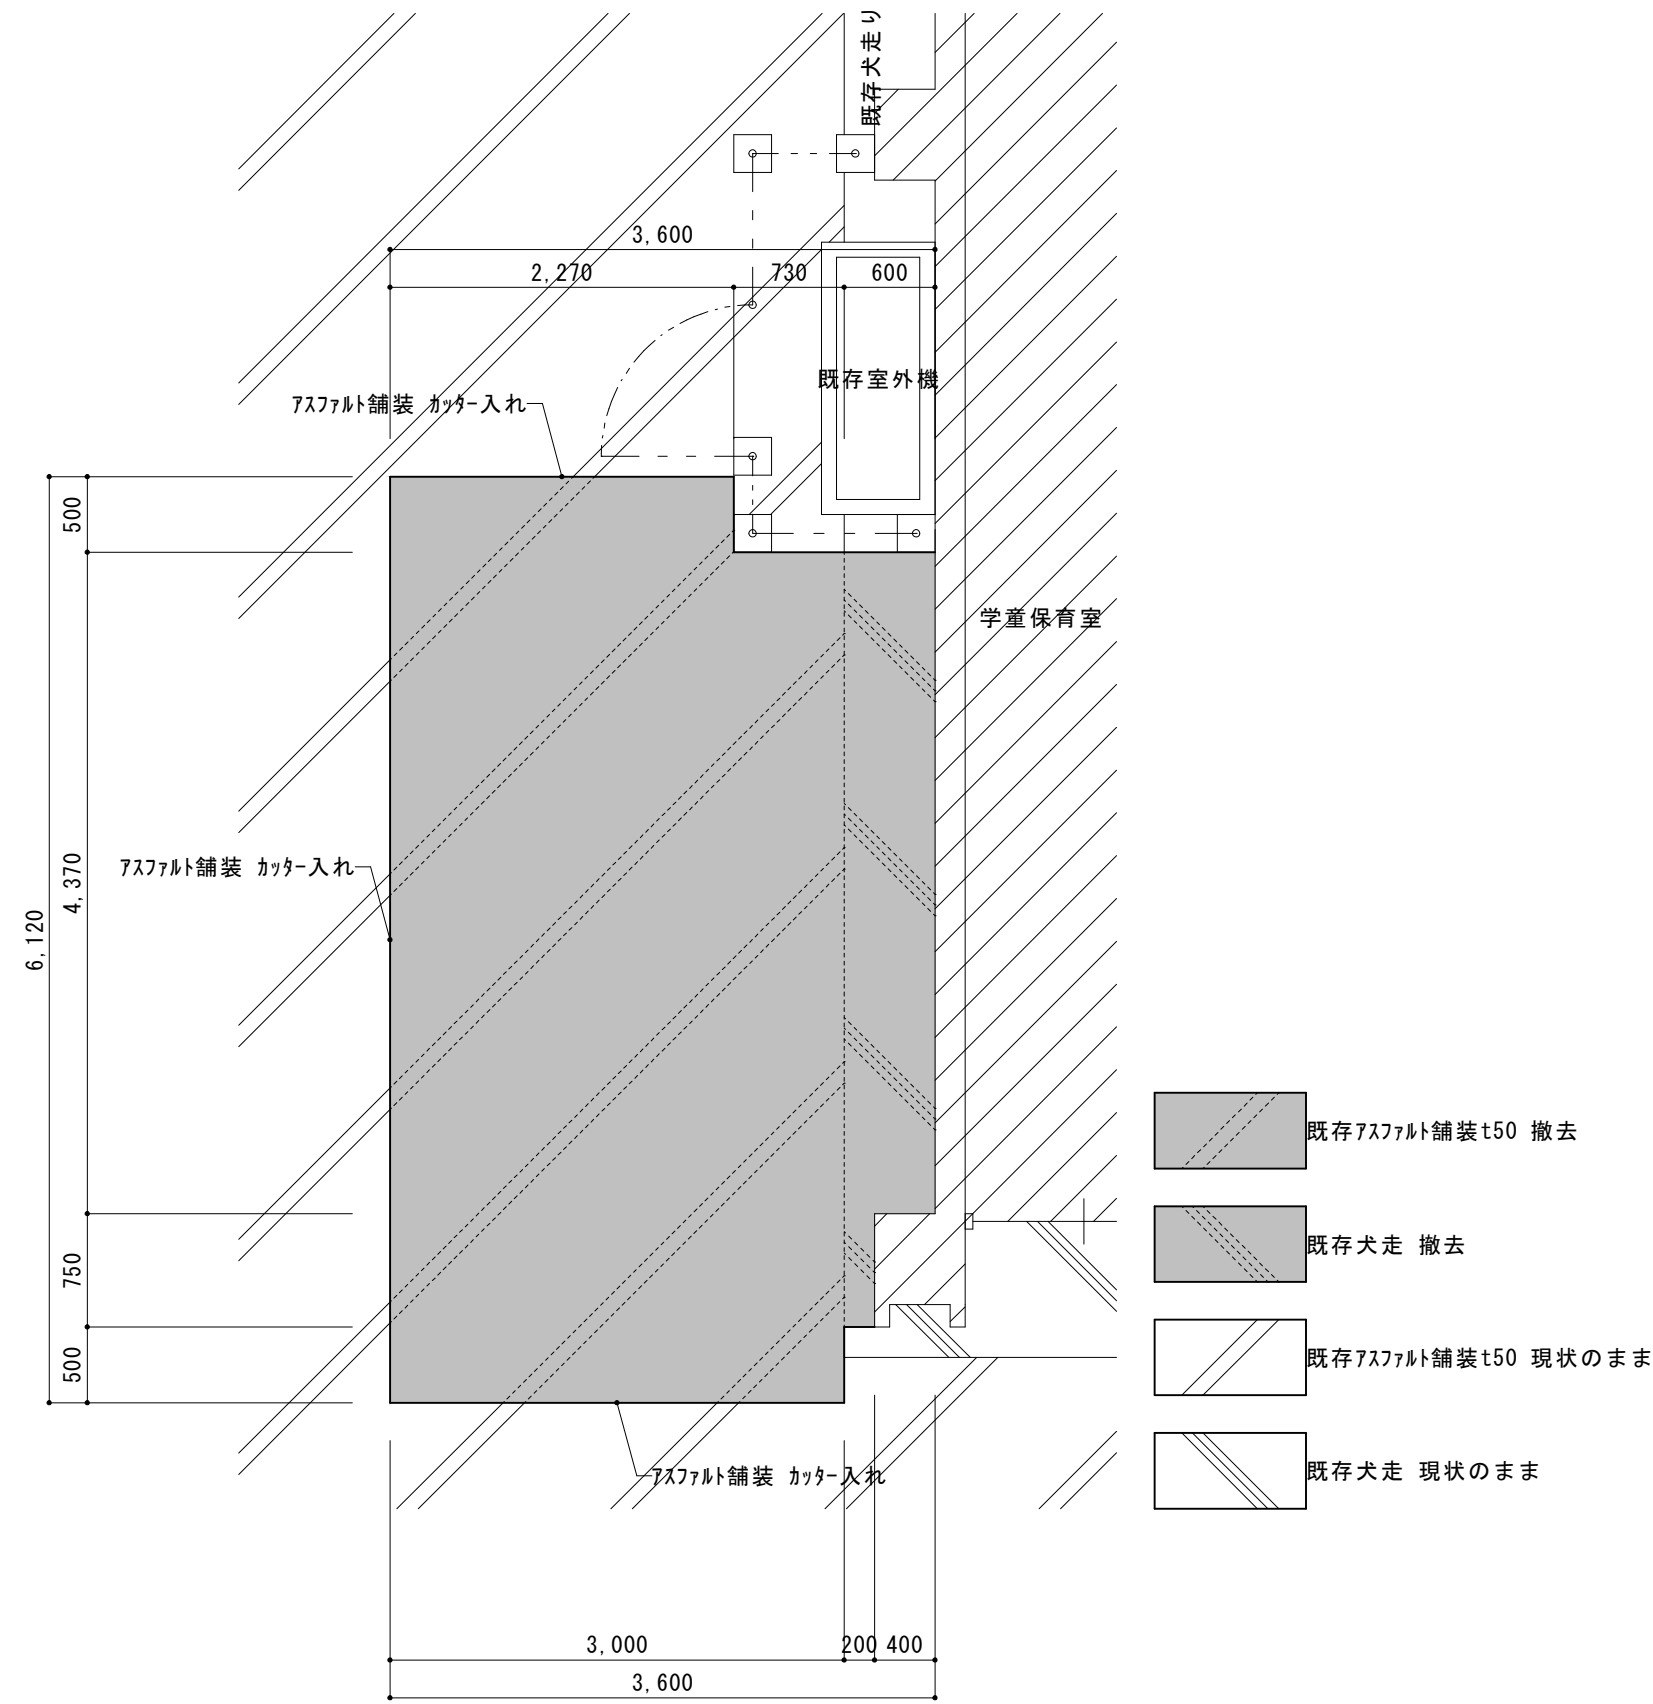 既存犬走り
3,600
2,270
730
600
既存室外機
ｱｽﾌｧﾙﾄ舗装 ｶｯﾀｰ入れ
500
学童保育室
ｱｽﾌｧﾙﾄ舗装 ｶｯﾀｰ入れ
4,370
6,120
既存ｱｽﾌｧﾙﾄ舗装t50 撤去
既存犬走 撤去
750
既存ｱｽﾌｧﾙﾄ舗装t50 現状のまま
500
既存犬走 現状のまま
ｱｽﾌｧﾙﾄ舗装 ｶｯﾀｰ入れ
3,000
200
400
3,600